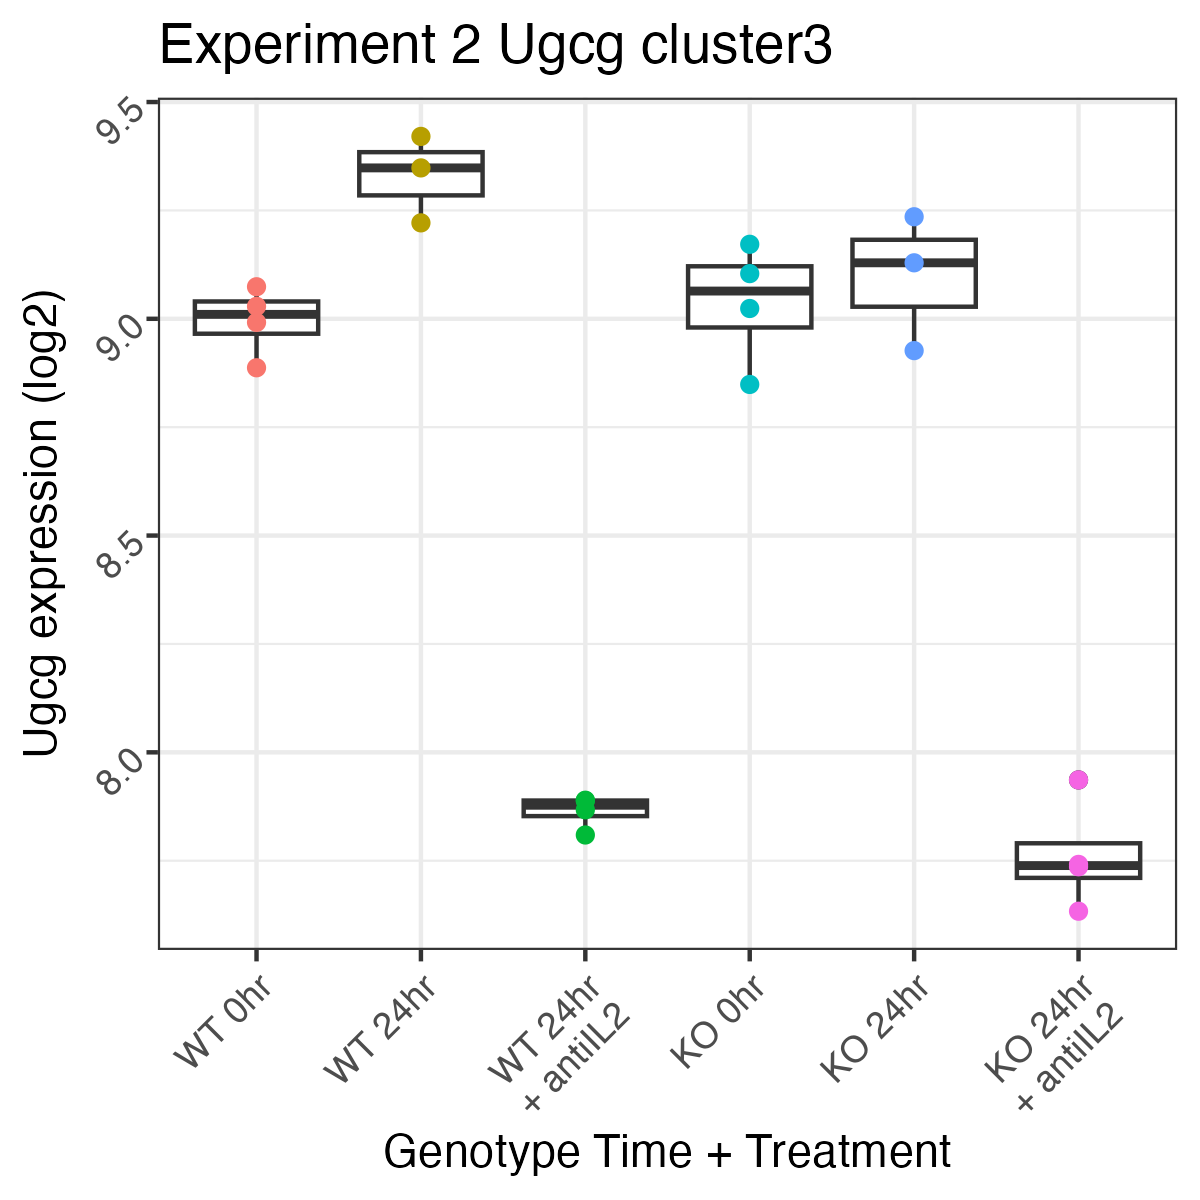 Experiment 2 Ugcg cluster3
Ugcg expression (log2)
9.5
9.0
8.5
8.0
WT 0hr
WT 24hr
WT 24hr
+ antiIL2
KO 0hr
KO 24hr
KO 24hr
+ antiIL2
Genotype Time + Treatment